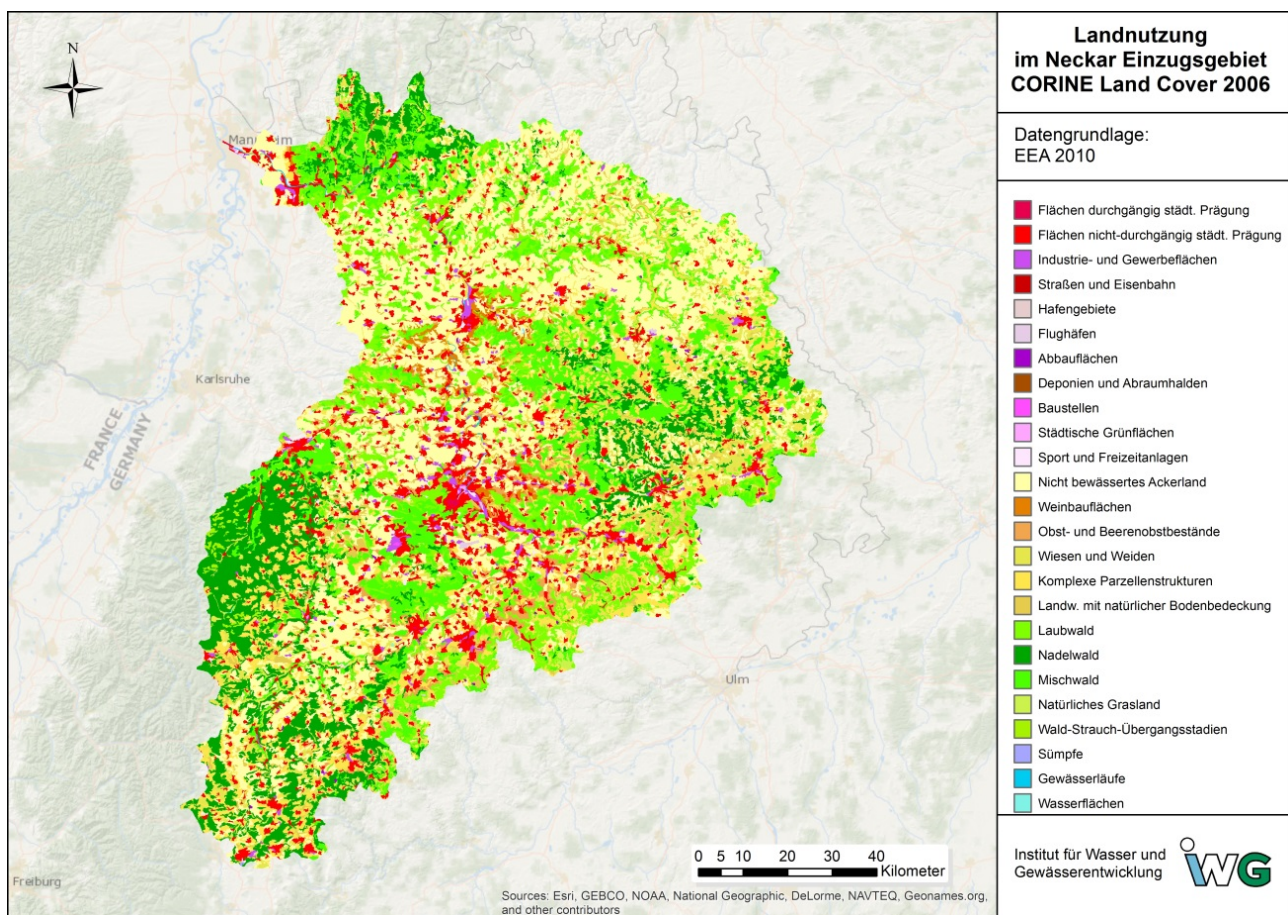 Landnutzung
im Neckar Einzugsgebiet
CORINE Land Cover 2006
Datengrundlage:
EEA 2010
Flächen durchgängig städt. Prägung
Flächen nicht-durchgängig städt. Prägung
Industrie- und Gewerbeflächen
Straßen und Eisenbahn
Hafengebiete
Flughäfen
Abbauflächen
Deponien und Abraumhalden
Baustellen
Städtische Grünflächen
Sport und Freizeitanlagen
Nicht bewässertes Ackerland
Weinbauflächen
Obst- und Beerenobstbestände
Wiesen und Weiden
Komplexe Parzellenstrukturen
Landw. mit natürlicher Bodenbedeckung
Laubwald
Nadelwald
Mischwald
Natürliches Grasland
Wald-Strauch-Übergangsstadien
Sümpfe
Gewässerläufe
Wasserflächen
Institut für Wasser und
Gewässerentwicklung
IWG
N
Karlsruhe
FRANCE
GERMANY
Ulm
Freiburg
0 5 10 20 30 40
Kilometer
Sources: Esri, GEBCO, NOAA, National Geographic, DeLorme, NAVTEQ, Geonames.org,
and other contributors